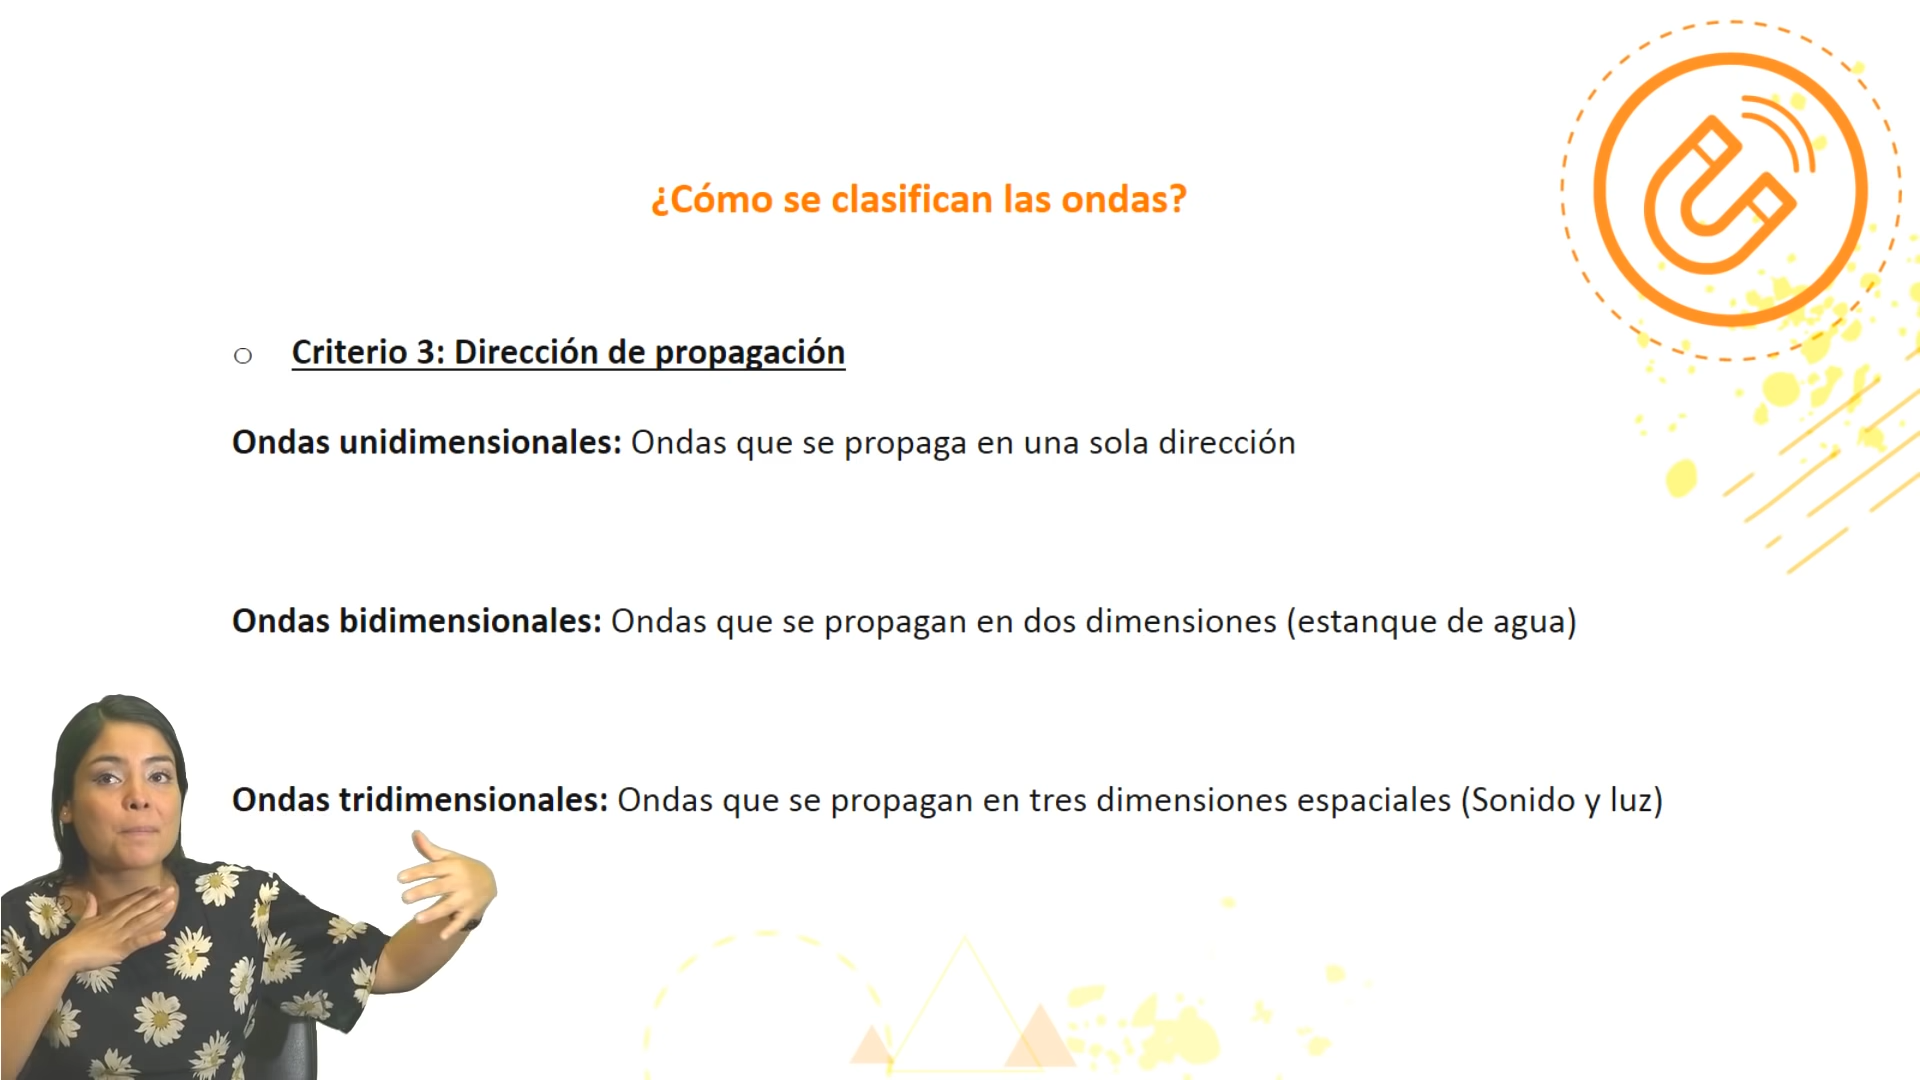 ¿Cómo se clasifican las ondas?
Criterio 3: Dirección de propagación
Ondas unidimensionales: Ondas que se propaga en una sola dirección
Ondas bidimensionales: Ondas que se propagan en dos dimensiones (estanque de agua)
Ondas tridimensionales: Ondas que se propagan en tres dimensiones espaciales (Sonido y luz)